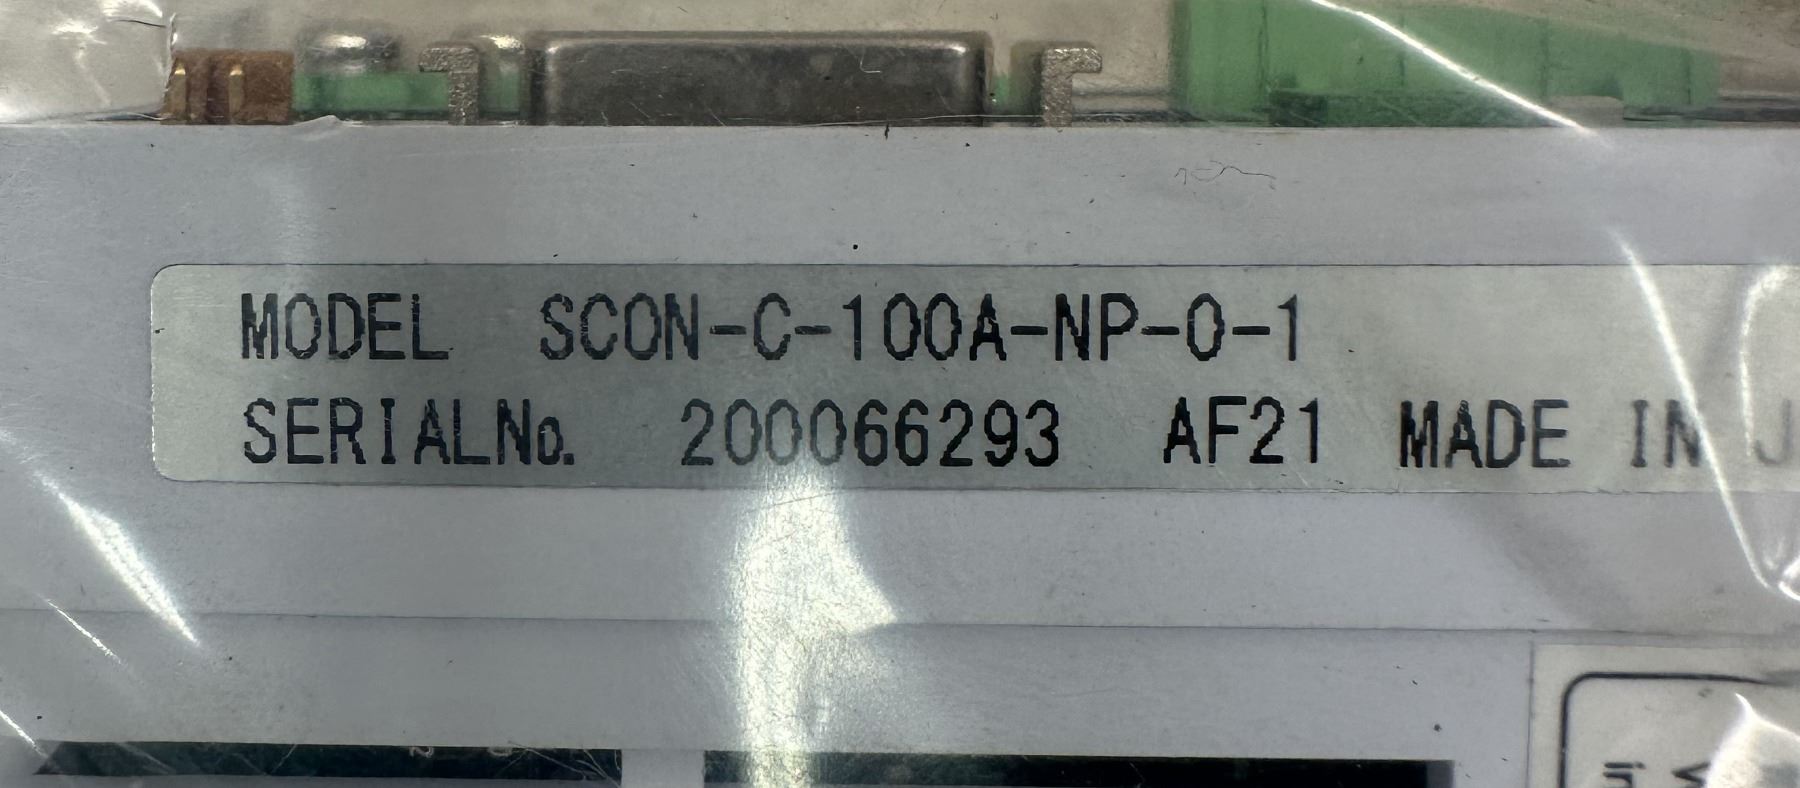 MODEL SCON-C-100A-NP-0-1
SERIALNo. 200066293 AF21 MADE IN J